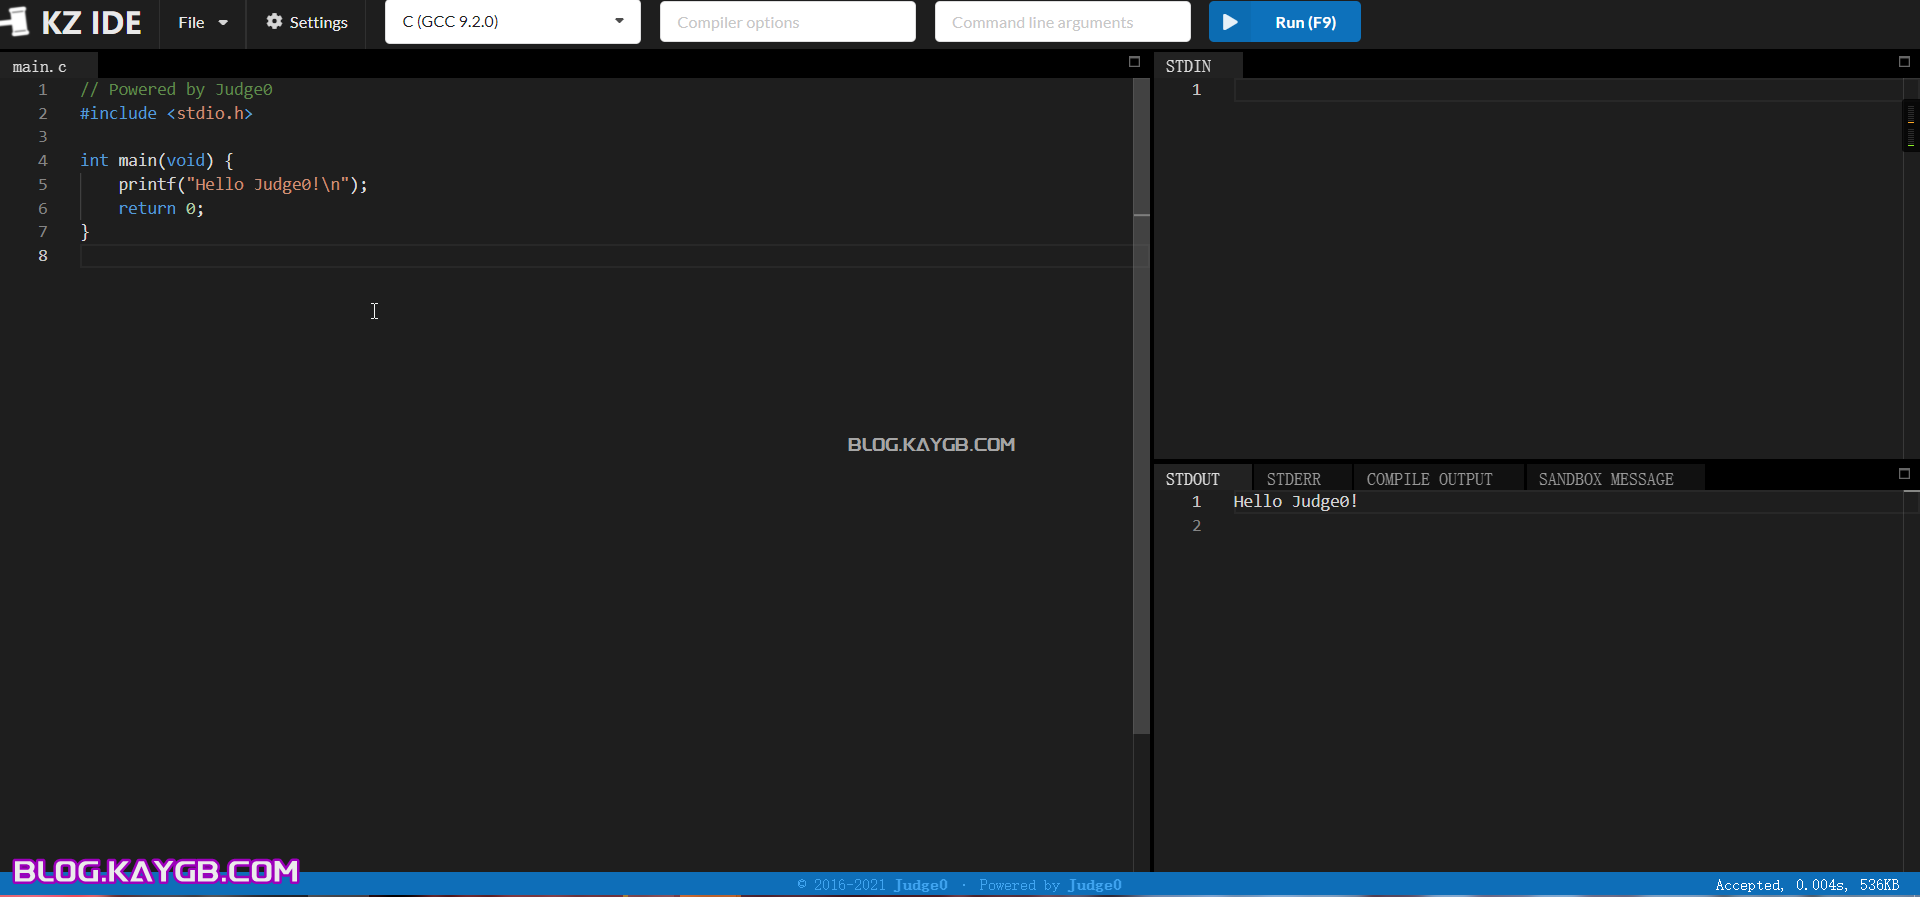 KZ IDE File Settings C (GCC 9.2.0) Compiler options Command line arguments Run (F9)
main.c
1 // Powered by Judge0
2 #include <stdio.h>
3
4 int main(void) {
5 printf("Hello Judge0!\n");
6 return 0;
7 }
8
STDIN
1
BLOG.KAYGB.COM
STDOUT STDERR COMPILE OUTPUT SANDBOX MESSAGE
1 Hello Judge0!
2
BLOG.KAYGB.COM
© 2016-2021 Judge0 · Powered by Judge0
Accepted, 0.004s, 536KB